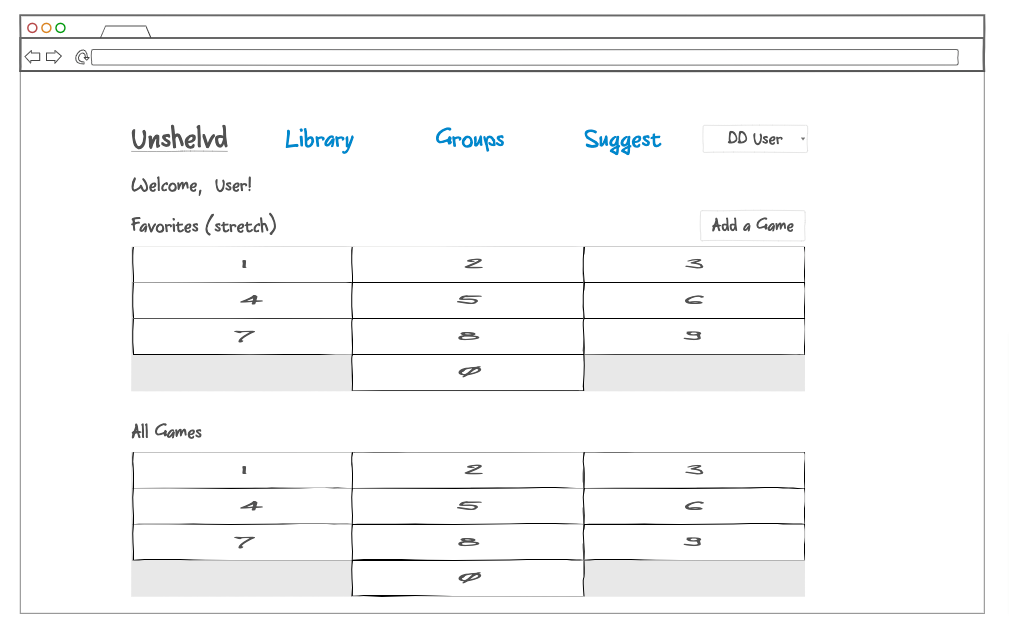 Unshelvd Library Groups Suggest DD User
Welcome, User!
Favorites (stretch) Add a Game
1 2 3
4 5 6
7 8 9
0
All Games
1 2 3
4 5 6
7 8 9
0